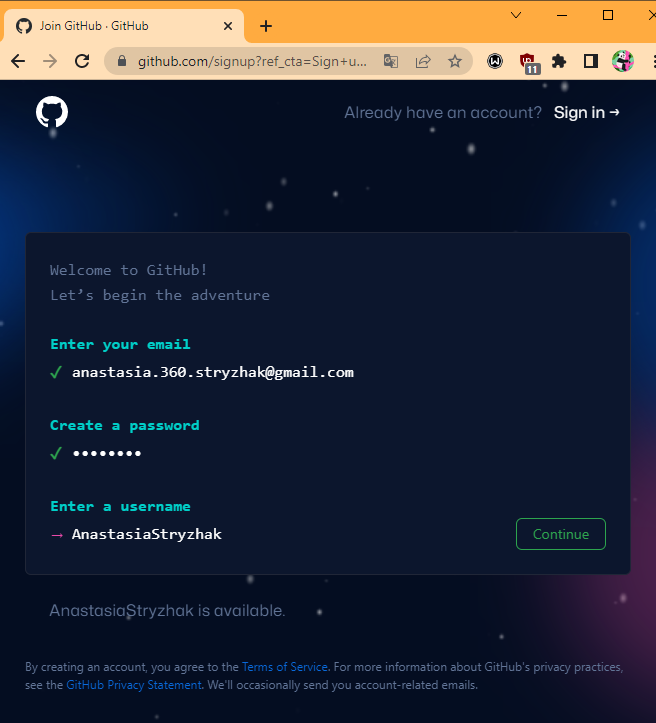 Join GitHub · GitHub
github.com/signup?ref_cta=Sign+u...
11
Already have an account? Sign in →
Welcome to GitHub!
Let’s begin the adventure
Enter your email
✓ anastasia.360.stryzhak@gmail.com
Create a password
✓ ••••••••
Enter a username
→ AnastasiaStryzhak
Continue
AnastasiaStryzhak is available.
By creating an account, you agree to the Terms of Service. For more information about GitHub's privacy practices,
see the GitHub Privacy Statement. We'll occasionally send you account-related emails.